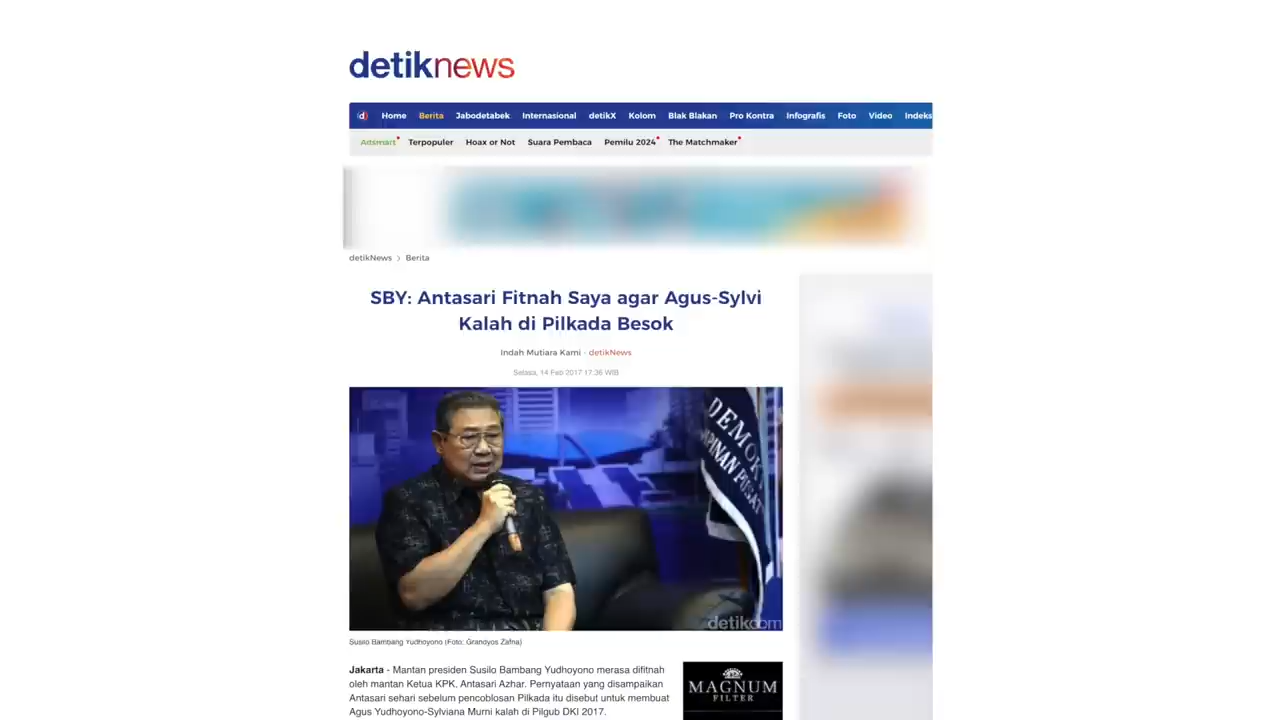 detiknews
d Home Berita Jabodetabek Internasional detikX Kolom Blak Blakan Pro Kontra Infografis Foto Video Indeks
Adsmart Terpopuler Hoax or Not Suara Pembaca Pemilu 2024 The Matchmaker
detikNews > Berita
SBY: Antasari Fitnah Saya agar Agus-Sylvi
Kalah di Pilkada Besok
Indah Mutiara Kami - detikNews
Selasa, 14 Feb 2017 17:36 WIB
DEMOK
MPINAN PUSAT
detikcom
Susilo Bambang Yudhoyono (Foto: Grandyos Zafna)
Jakarta - Mantan presiden Susilo Bambang Yudhoyono merasa difitnah
oleh mantan Ketua KPK, Antasari Azhar. Pernyataan yang disampaikan
Antasari sehari sebelum pencoblosan Pilkada itu disebut untuk membuat
Agus Yudhoyono-Sylviana Murni kalah di Pilgub DKI 2017.
MAGNUM
FILTER